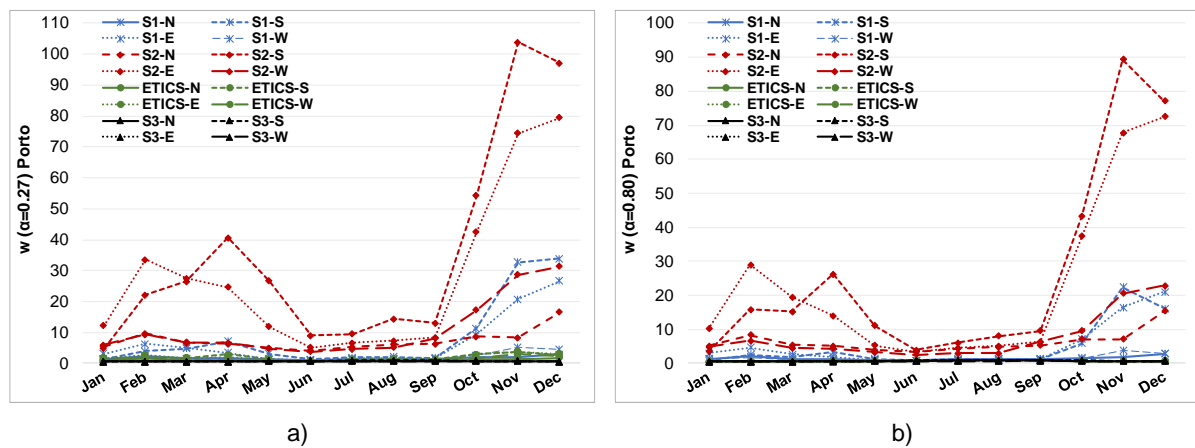 110
100
90
80
70
60
50
40
30
20
10
0
w (α=0.27) Porto
S1-N S1-S
S1-E S1-W
S2-N S2-S
S2-E S2-W
ETICS-N ETICS-S
ETICS-E ETICS-W
S3-N S3-S
S3-E S3-W
Jan Feb Mar Apr May Jun Jul Aug Sep Oct Nov Dec
a)
100
90
80
70
60
50
40
30
20
10
0
w (α=0.80) Porto
S1-N S1-S
S1-E S1-W
S2-N S2-S
S2-E S2-W
ETICS-N ETICS-S
ETICS-E ETICS-W
S3-N S3-S
S3-E S3-W
Jan Feb Mar Apr May Jun Jul Aug Sep Oct Nov Dec
b)